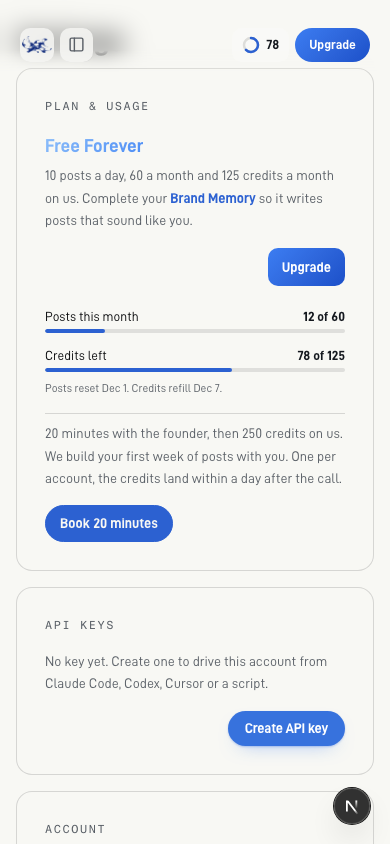 78
Upgrade
PLAN & USAGE
Free Forever
10 posts a day, 60 a month and 125 credits a month
on us. Complete your Brand Memory so it writes
posts that sound like you.
Upgrade
Posts this month
12 of 60
Credits left
78 of 125
Posts reset Dec 1. Credits refill Dec 7.
20 minutes with the founder, then 250 credits on us.
We build your first week of posts with you. One per
account, the credits land within a day after the call.
Book 20 minutes
API KEYS
No key yet. Create one to drive this account from
Claude Code, Codex, Cursor or a script.
Create API key
N
ACCOUNT